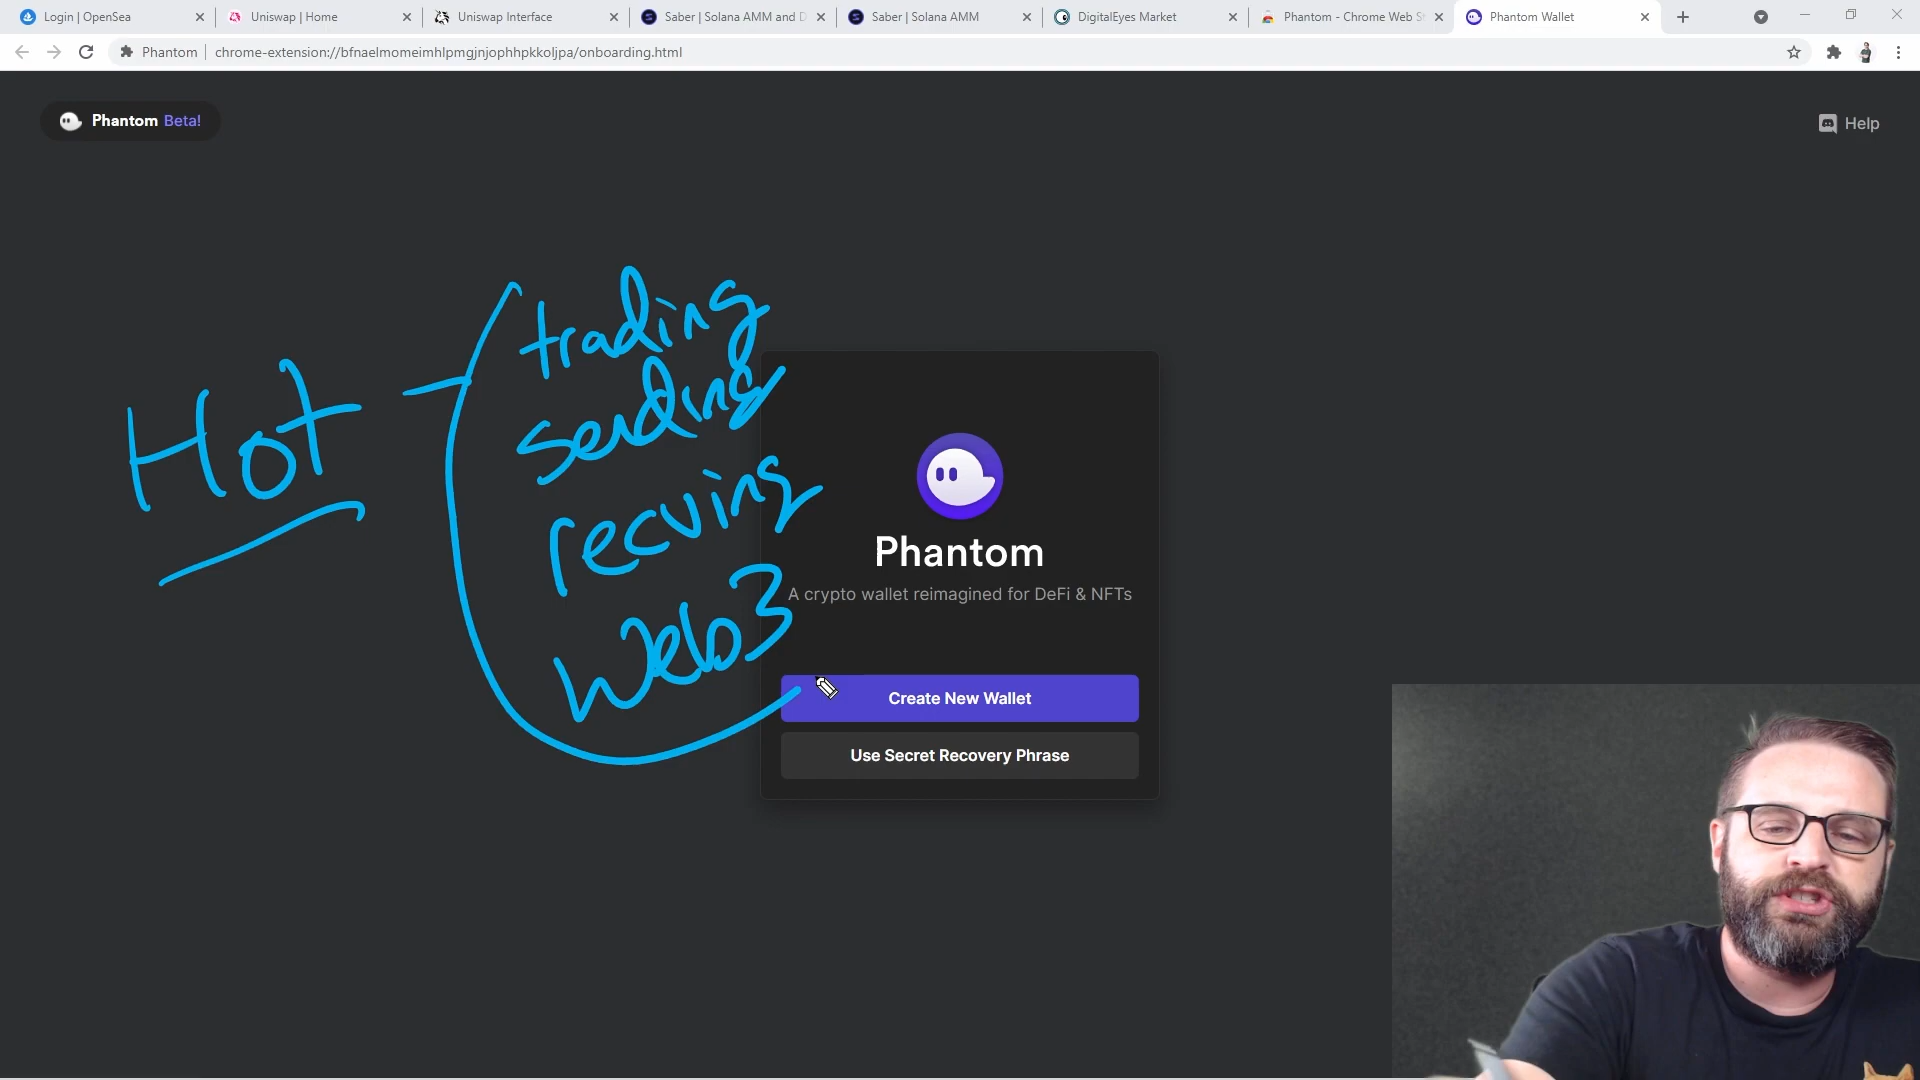 Login | OpenSea
Uniswap | Home
Uniswap Interface
Saber | Solana AMM and D
Saber | Solana AMM
DigitalEyes Market
Phantom - Chrome Web S
Phantom Wallet
Phantom
chrome-extension://bfnaelmomeimhlpmgjnjophhpkkoljpa/onboarding.html
Phantom Beta!
Help
Hot
trading
sending
recving
web3
Phantom
A crypto wallet reimagined for DeFi & NFTs
Create New Wallet
Use Secret Recovery Phrase